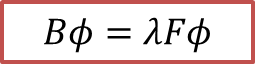 𝐵𝜙 = 𝜆𝐹𝜙